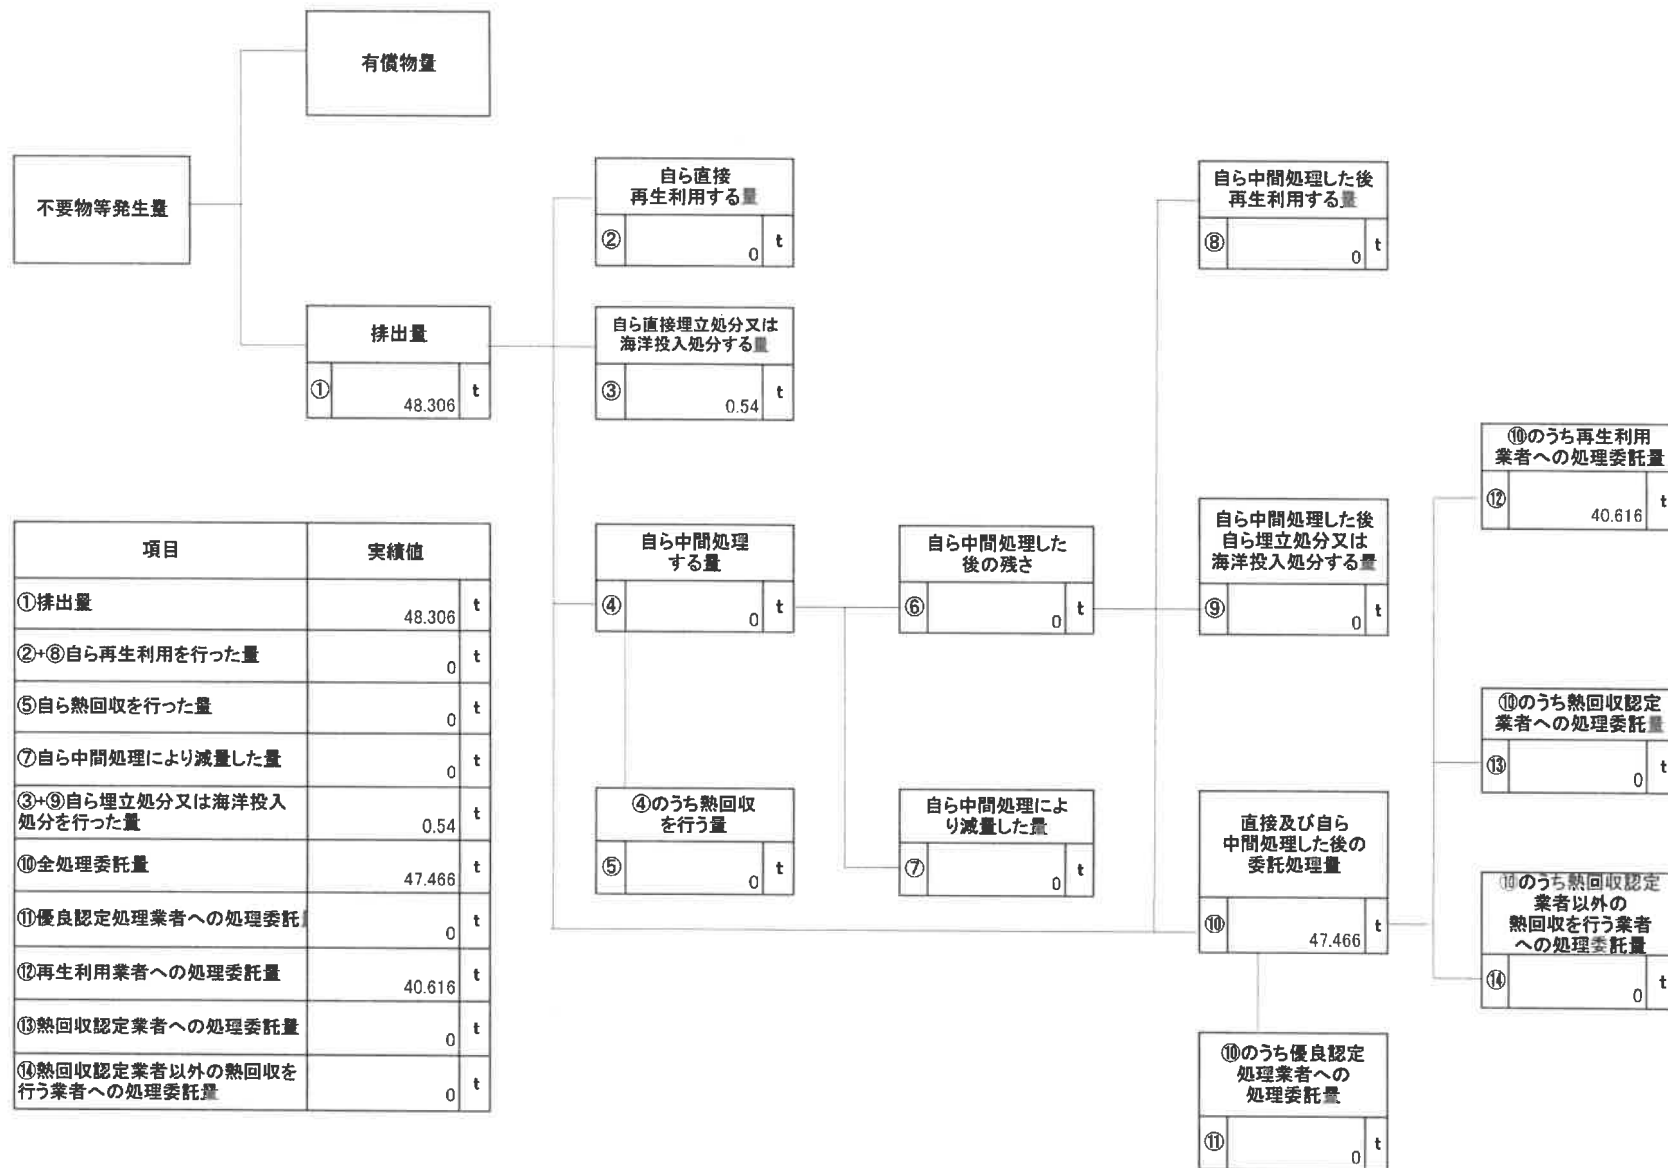 有償物量
不要物等発生量
自ら直接
再生利用する量
② 0 t
自ら中間処理した後
再生利用する量
⑧ 0 t
排出量
① 48.306 t
自ら直接埋立処分又は
海洋投入処分する量
③ 0.54 t
⑩のうち再生利用
業者への処理委託量
⑫ 40.616 t
自ら中間処理
する量
④ 0 t
自ら中間処理した
後の残さ
⑥ 0 t
自ら中間処理した後
自ら埋立処分又は
海洋投入処分する量
⑨ 0 t
⑩のうち熱回収認定
業者への処理委託量
⑬ 0 t
④のうち熱回収
を行う量
⑤ 0 t
自ら中間処理によ
り減量した量
⑦ 0 t
直接及び自ら
中間処理した後の
委託処理量
⑩ 47.466 t
⑩のうち熱回収認定
業者以外の
熱回収を行う業者
への処理委託量
⑭ 0 t
⑩のうち優良認定
処理業者への
処理委託量
⑪ 0 t
項目 実績値
①排出量 48.306 t
②+⑧自ら再生利用を行った量 0 t
⑤自ら熱回収を行った量 0 t
⑦自ら中間処理により減量した量 0 t
③+⑨自ら埋立処分又は海洋投入
処分を行った量 0.54 t
⑩全処理委託量 47.466 t
⑪優良認定処理業者への処理委託 0 t
⑫再生利用業者への処理委託量 40.616 t
⑬熱回収認定業者への処理委託量 0 t
⑭熱回収認定業者以外の熱回収を
行う業者への処理委託量 0 t